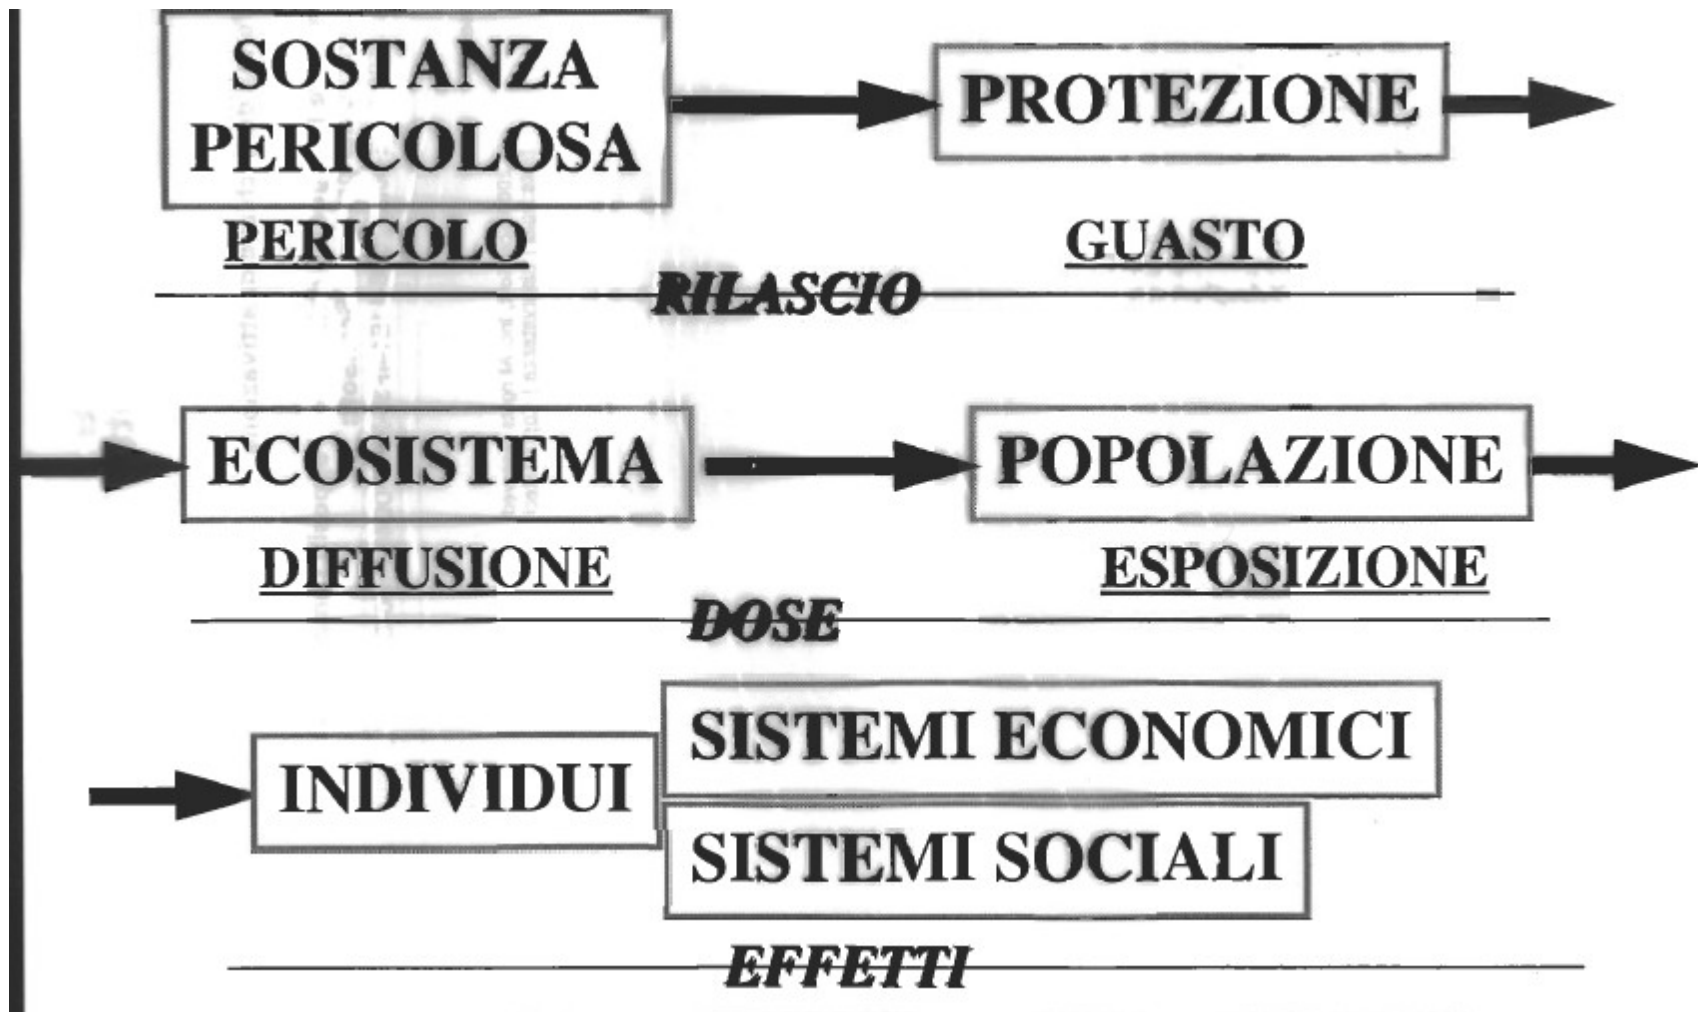 SOSTANZA
PERICOLOSA
PROTEZIONE
PERICOLO
GUASTO
RILASCIO
ECOSISTEMA
POPOLAZIONE
DIFFUSIONE
ESPOSIZIONE
DOSE
INDIVIDUI
SISTEMI ECONOMICI
SISTEMI SOCIALI
EFFETTI